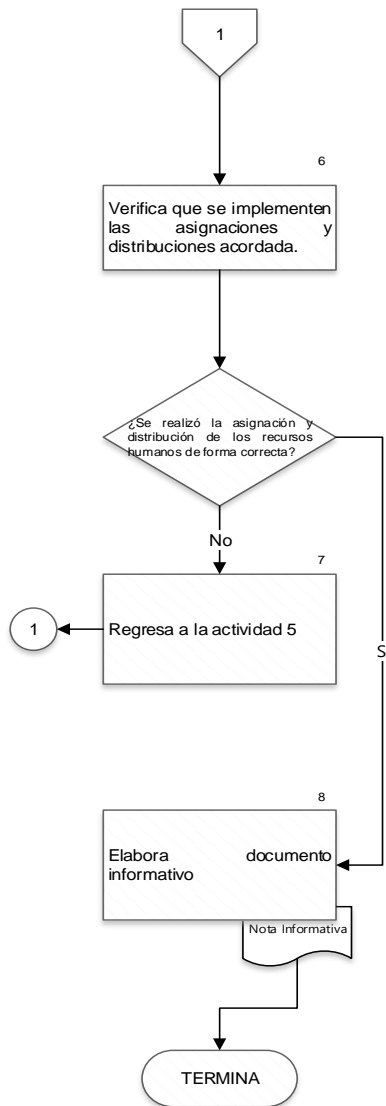 1
6
Verifica que se implementen
las asignaciones y
distribuciones acordada.
¿Se realizó la asignación y
distribución de los recursos
humanos de forma correcta?
No
7
Regresa a la actividad 5
1
S
8
Elabora documento
informativo
Nota Informativa
TERMINA